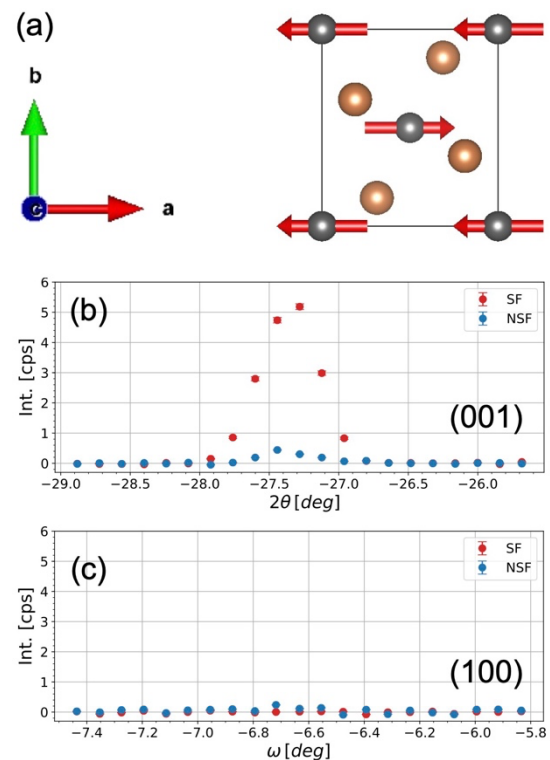 (a)
b
c
a
6
5
4
3
2
1
0
Int. [cps]
(b)
SF
NSF
(001)
−29.0 −28.5 −28.0 −27.5 −27.0 −26.5 −26.0
2θ [deg]
6
5
4
3
2
1
0
Int. [cps]
(c)
SF
NSF
(100)
−7.4 −7.2 −7.0 −6.8 −6.6 −6.4 −6.2 −6.0 −5.8
ω [deg]